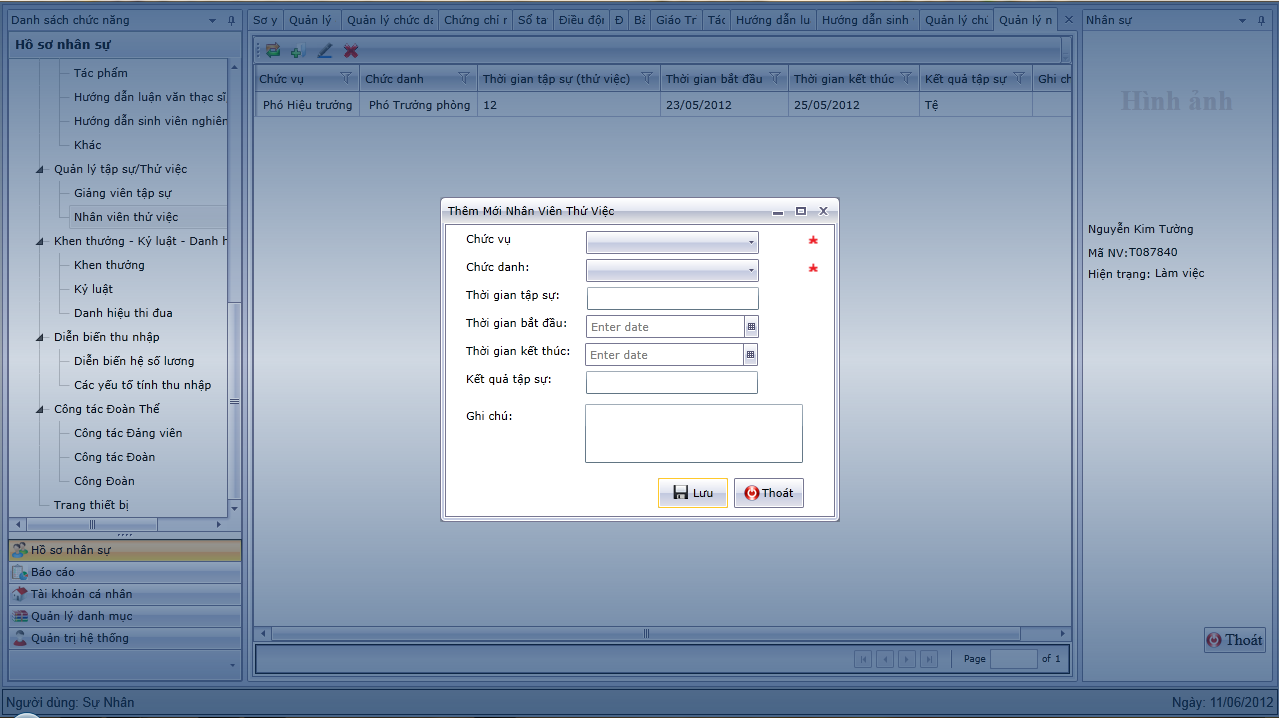 Danh sách chức năng
Hồ sơ nhân sự
Tác phẩm
Hướng dẫn luận văn thạc sĩ
Hướng dẫn sinh viên nghiên
Khác
Quản lý tập sự/Thử việc
Giảng viên tập sự
Nhân viên thử việc
Khen thưởng - Kỷ luật - Danh h
Khen thưởng
Kỷ luật
Danh hiệu thi đua
Diễn biến thu nhập
Diễn biến hệ số lương
Các yếu tố tính thu nhập
Công tác Đoàn Thể
Công tác Đảng viên
Công tác Đoàn
Công Đoàn
Trang thiết bị
Hồ sơ nhân sự
Báo cáo
Tài khoản cá nhân
Quản lý danh mục
Quản trị hệ thống
Sơ y Quản lý Quản lý chức da Chứng chỉ n Số ta Điều độ Đ Bả Giáo Tr Tác Hướng dẫn lu Hướng dẫn sinh Quản lý chu Quản lý n
Chức vụ Chức danh Thời gian tập sự (thử việc) Thời gian bắt đầu Thời gian kết thúc Kết quả tập sự Ghi ch
Phó Hiệu trưởng Phó Trưởng phòng 12 23/05/2012 25/05/2012 Tệ
Thêm Mới Nhân Viên Thử Việc
Chức vụ *
Chức danh: *
Thời gian tập sự:
Thời gian bắt đầu: Enter date
Thời gian kết thúc: Enter date
Kết quả tập sự:
Ghi chú:
Lưu Thoát
Page of 1
Nhân sự
Hình ảnh
Nguyễn Kim Tường
Mã NV:T087840
Hiện trạng: Làm việc
Thoát
Người dùng: Sự Nhân
Ngày: 11/06/2012